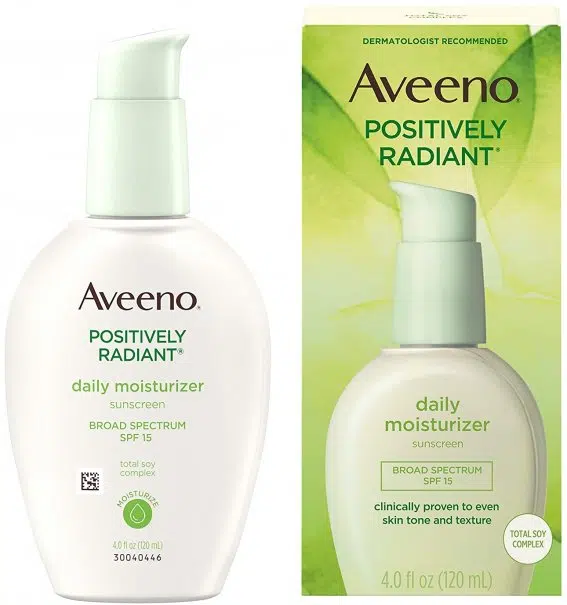 Aveeno®
POSITIVELY
RADIANT®
daily moisturizer
sunscreen
BROAD SPECTRUM
SPF 15
total soy
complex
MOISTURIZE
4.0 fl oz (120 mL)
30040446
DERMATOLOGIST RECOMMENDED
Aveeno®
POSITIVELY
RADIANT®
daily
moisturizer
sunscreen
BROAD SPECTRUM
SPF 15
clinically proven to even
skin tone and texture
TOTAL SOY
COMPLEX
4.0 fl oz (120 mL)